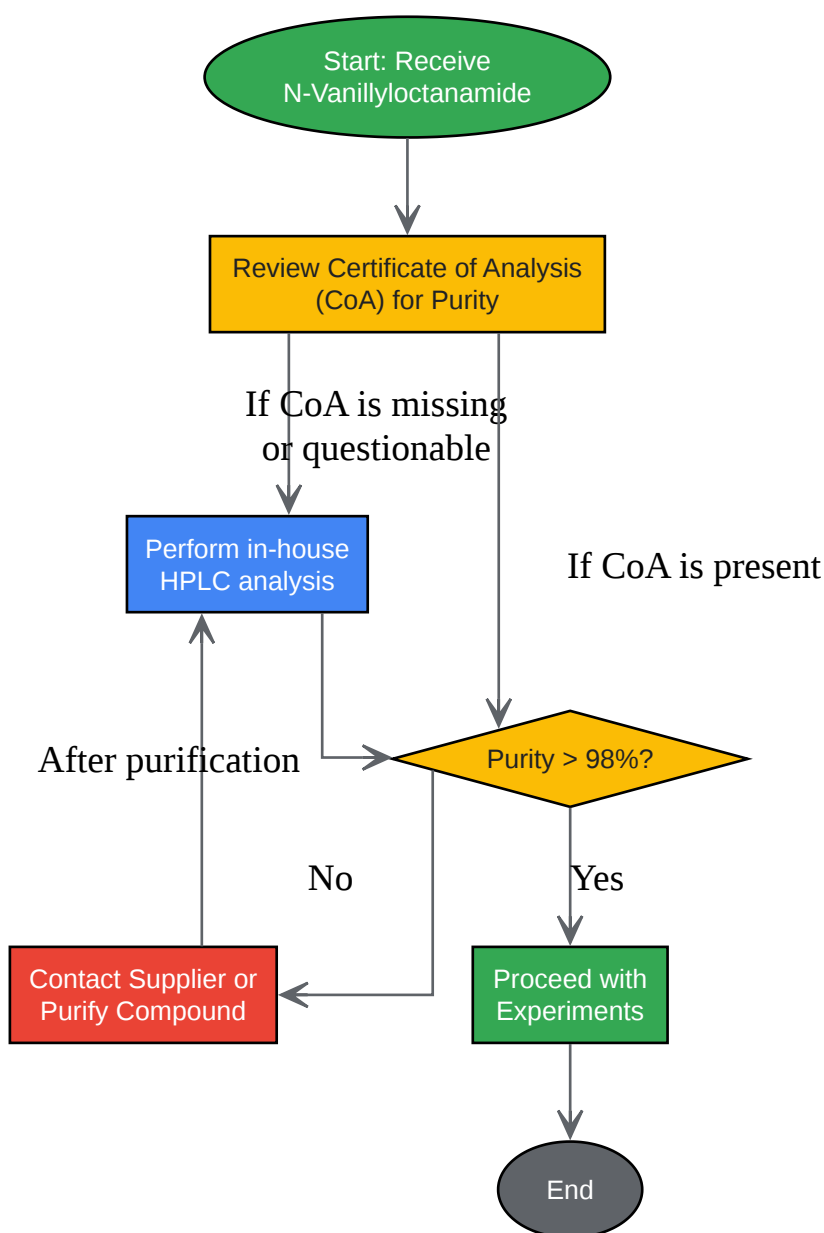 Start: Receive
N-Vanillyloctanamide
Review Certificate of Analysis
(CoA) for Purity
If CoA is missing
or questionable
Perform in-house
HPLC analysis
If CoA is present
After purification
Purity > 98%?
No
Yes
Contact Supplier or
Purify Compound
Proceed with
Experiments
End